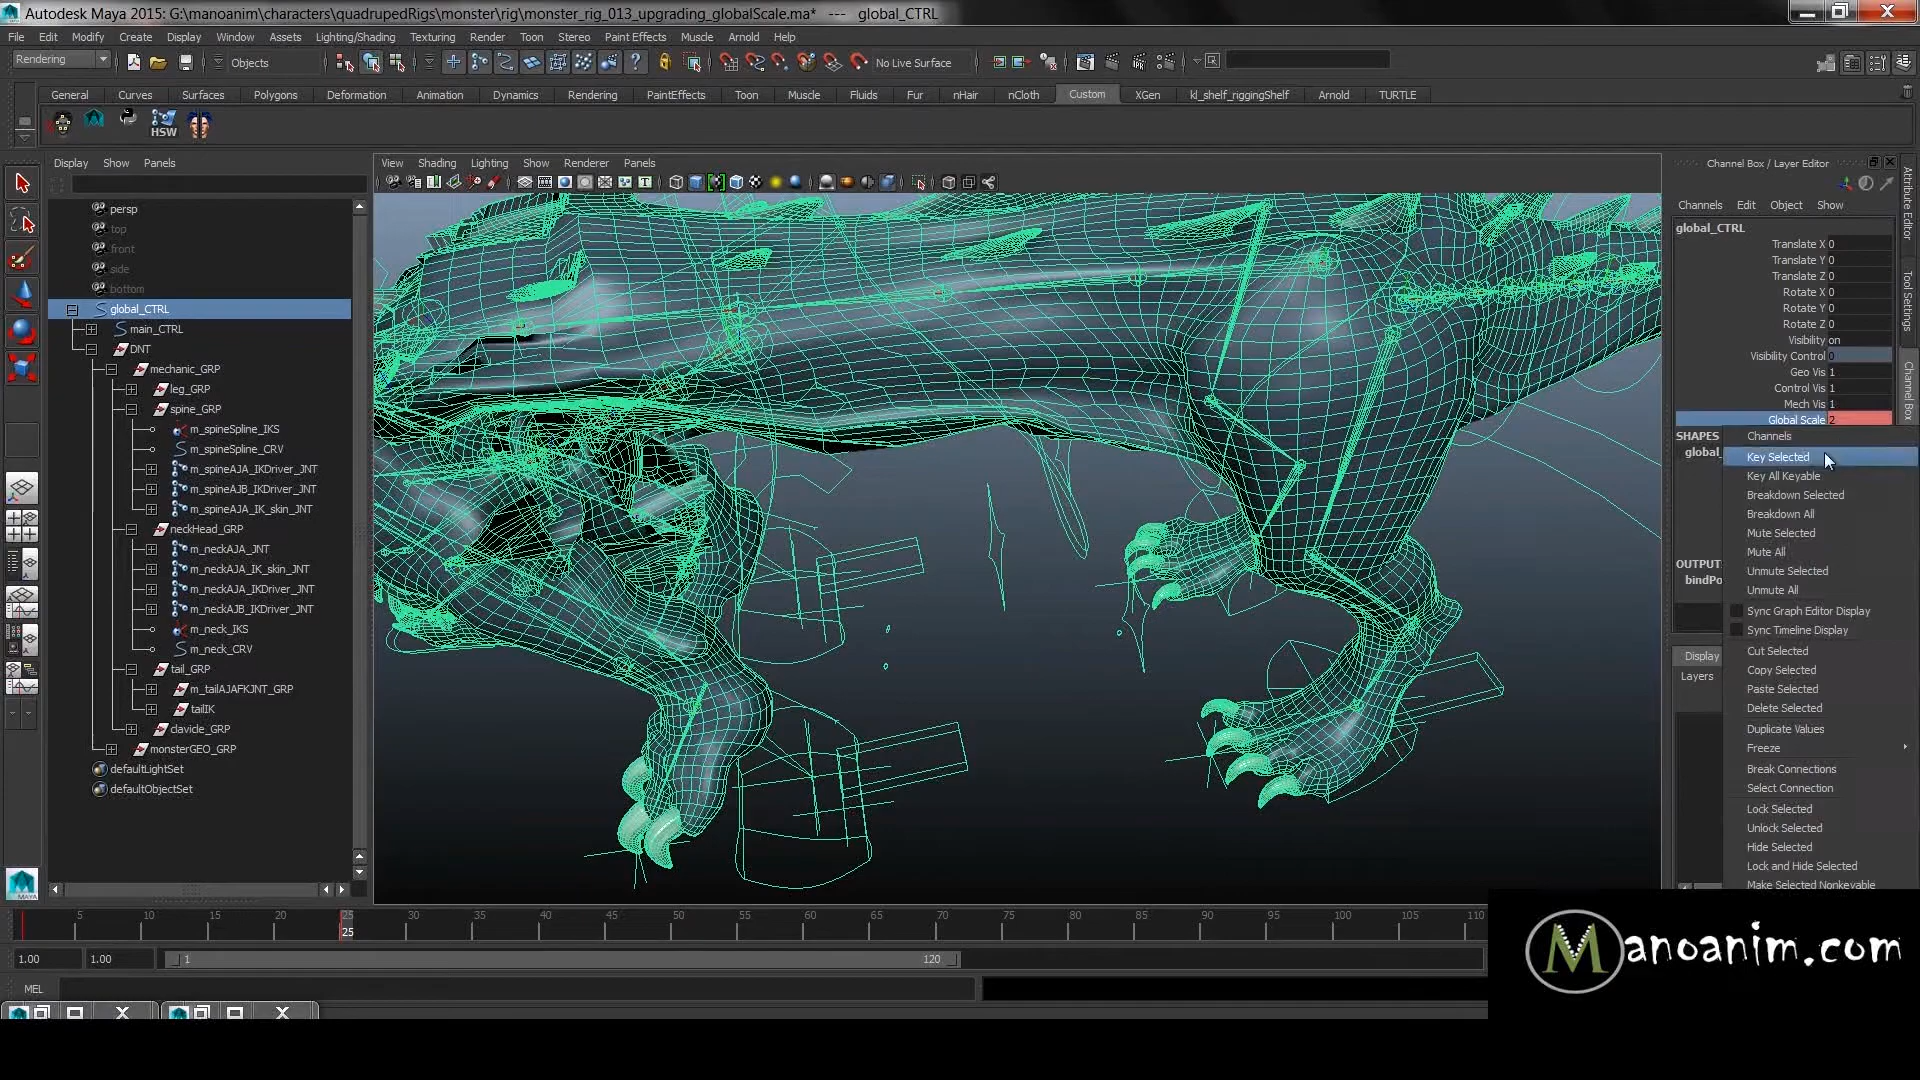 Autodesk Maya 2015: G:\manoanim\characters\quadrupedRigs\monster\rig\monster_rig_013_upgrading_globalScale.ma* --- global_CTRL
File Edit Modify Create Display Window Assets Lighting/Shading Texturing Render Toon Stereo Paint Effects Muscle Arnold Help
Rendering Objects No Live Surface
General Curves Surfaces Polygons Deformation Animation Dynamics Rendering PaintEffects Toon Muscle Fluids Fur nHair nCloth Custom XGen kl_shelf_riggingShelf Arnold TURTLE
HSW
Display Show Panels
persp
top
front
side
bottom
global_CTRL
main_CTRL
DNT
mechanic_GRP
leg_GRP
spine_GRP
m_spineSpline_IKS
m_spineSpline_CRV
m_spineAJA_IKDriver_JNT
m_spineAJB_IKDriver_JNT
m_spineAJA_IK_skin_JNT
neckHead_GRP
m_neckAJA_JNT
m_neckAJA_IK_skin_JNT
m_neckAJA_IKDriver_JNT
m_neckAJB_IKDriver_JNT
m_neck_IKS
m_neck_CRV
tail_GRP
m_tailAJAFKJNT_GRP
tailIK
clavicle_GRP
monsterGEO_GRP
defaultLightSet
defaultObjectSet
View Shading Lighting Show Renderer Panels
Channel Box / Layer Editor
Channels Edit Object Show
global_CTRL
Translate X 0
Translate Y 0
Translate Z 0
Rotate X 0
Rotate Y 0
Rotate Z 0
Visibility on
Visibility Control 0
Geo Vis 1
Control Vis 1
Mech Vis 1
Global Scale 2
SHAPES
global_
OUTPUT
bindPo
Display
Layers
Channels
Key Selected
Key All Keyable
Breakdown Selected
Breakdown All
Mute Selected
Mute All
Unmute Selected
Unmute All
Sync Graph Editor Display
Sync Timeline Display
Cut Selected
Copy Selected
Paste Selected
Delete Selected
Duplicate Values
Freeze
Break Connections
Select Connection
Lock Selected
Unlock Selected
Hide Selected
Lock and Hide Selected
Make Selected Nonkeyable
Attribute Editor
Tool Settings
Channel Box
5 10 15 20 25 30 35 40 45 50 55 60 65 70 75 80 85 90 95 100 105 110
25
1.00 1.00 1 120
MEL
MAYA
Manoanim.com